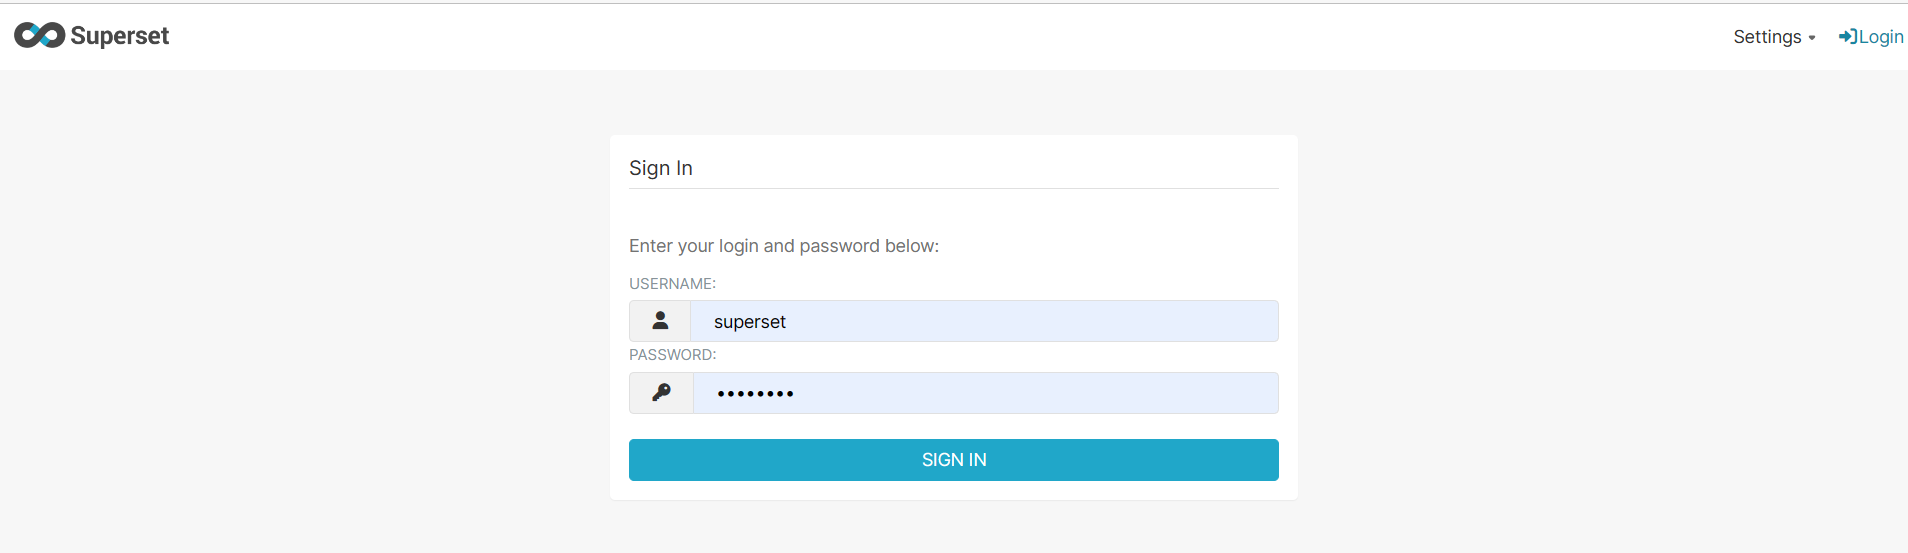 Superset
Settings
Login
Sign In
Enter your login and password below:
USERNAME:
superset
PASSWORD:
••••••••
SIGN IN